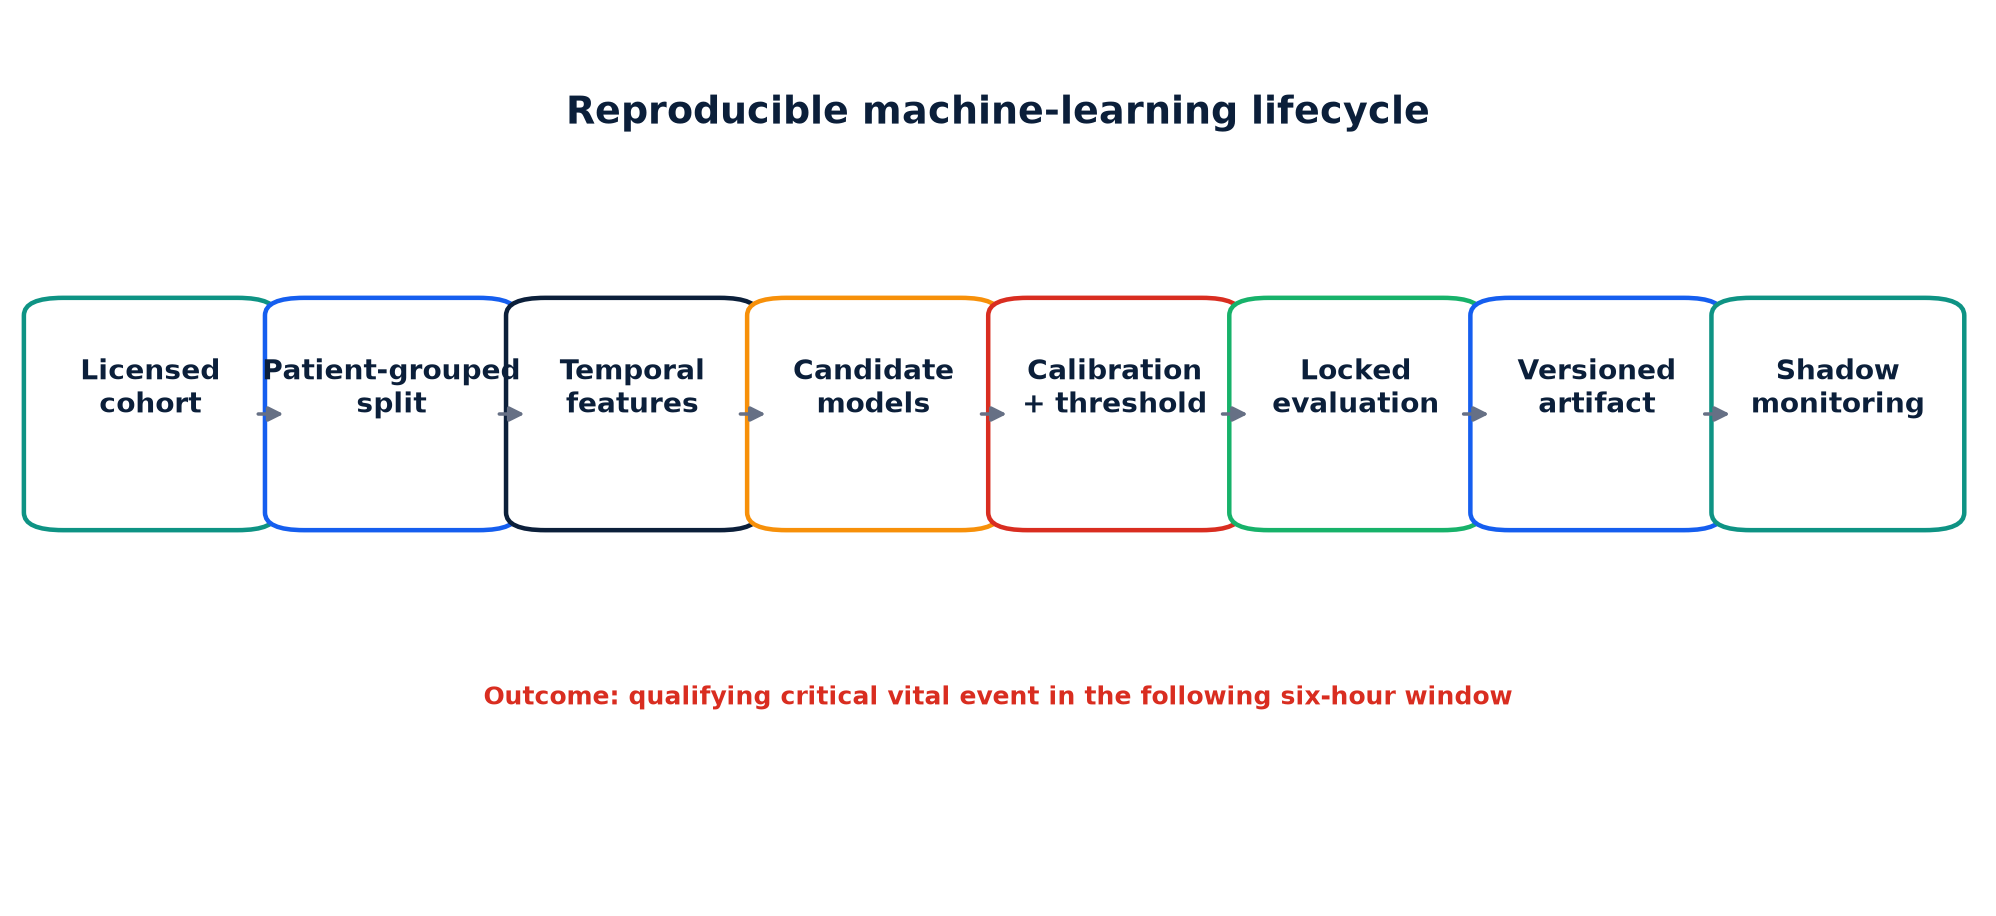 Reproducible machine-learning lifecycle
Licensed
cohort
Patient-grouped
split
Temporal
features
Candidate
models
Calibration
+ threshold
Locked
evaluation
Versioned
artifact
Shadow
monitoring
Outcome: qualifying critical vital event in the following six-hour window